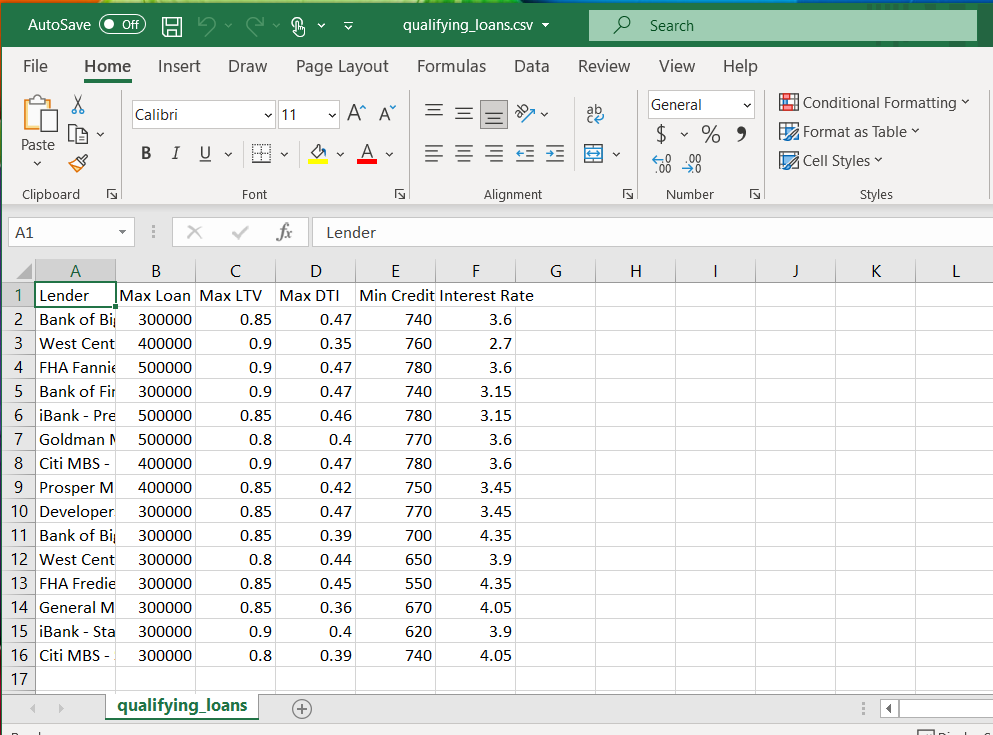 AutoSave Off qualifying_loans.csv Search
File Home Insert Draw Page Layout Formulas Data Review View Help
Paste Calibri 11 A A B I U A ab General $ % Conditional Formatting Format as Table Cell Styles
Clipboard Font Alignment Number Styles
A1 fx Lender
A B C D E F G H I J K L
1 Lender Max Loan Max LTV Max DTI Min Credit Interest Rate
2 Bank of Big 300000 0.85 0.47 740 3.6
3 West Cent 400000 0.9 0.35 760 2.7
4 FHA Fannie 500000 0.9 0.47 780 3.6
5 Bank of Fin 300000 0.9 0.47 740 3.15
6 iBank - Pre 500000 0.85 0.46 780 3.15
7 Goldman M 500000 0.8 0.4 770 3.6
8 Citi MBS - 400000 0.9 0.47 780 3.6
9 Prosper M 400000 0.85 0.42 750 3.45
10 Developer 300000 0.85 0.47 770 3.45
11 Bank of Big 300000 0.85 0.39 700 4.35
12 West Cent 300000 0.8 0.44 650 3.9
13 FHA Fredie 300000 0.85 0.45 550 4.35
14 General M 300000 0.85 0.36 670 4.05
15 iBank - Sta 300000 0.9 0.4 620 3.9
16 Citi MBS - 300000 0.8 0.39 740 4.05
17
qualifying_loans